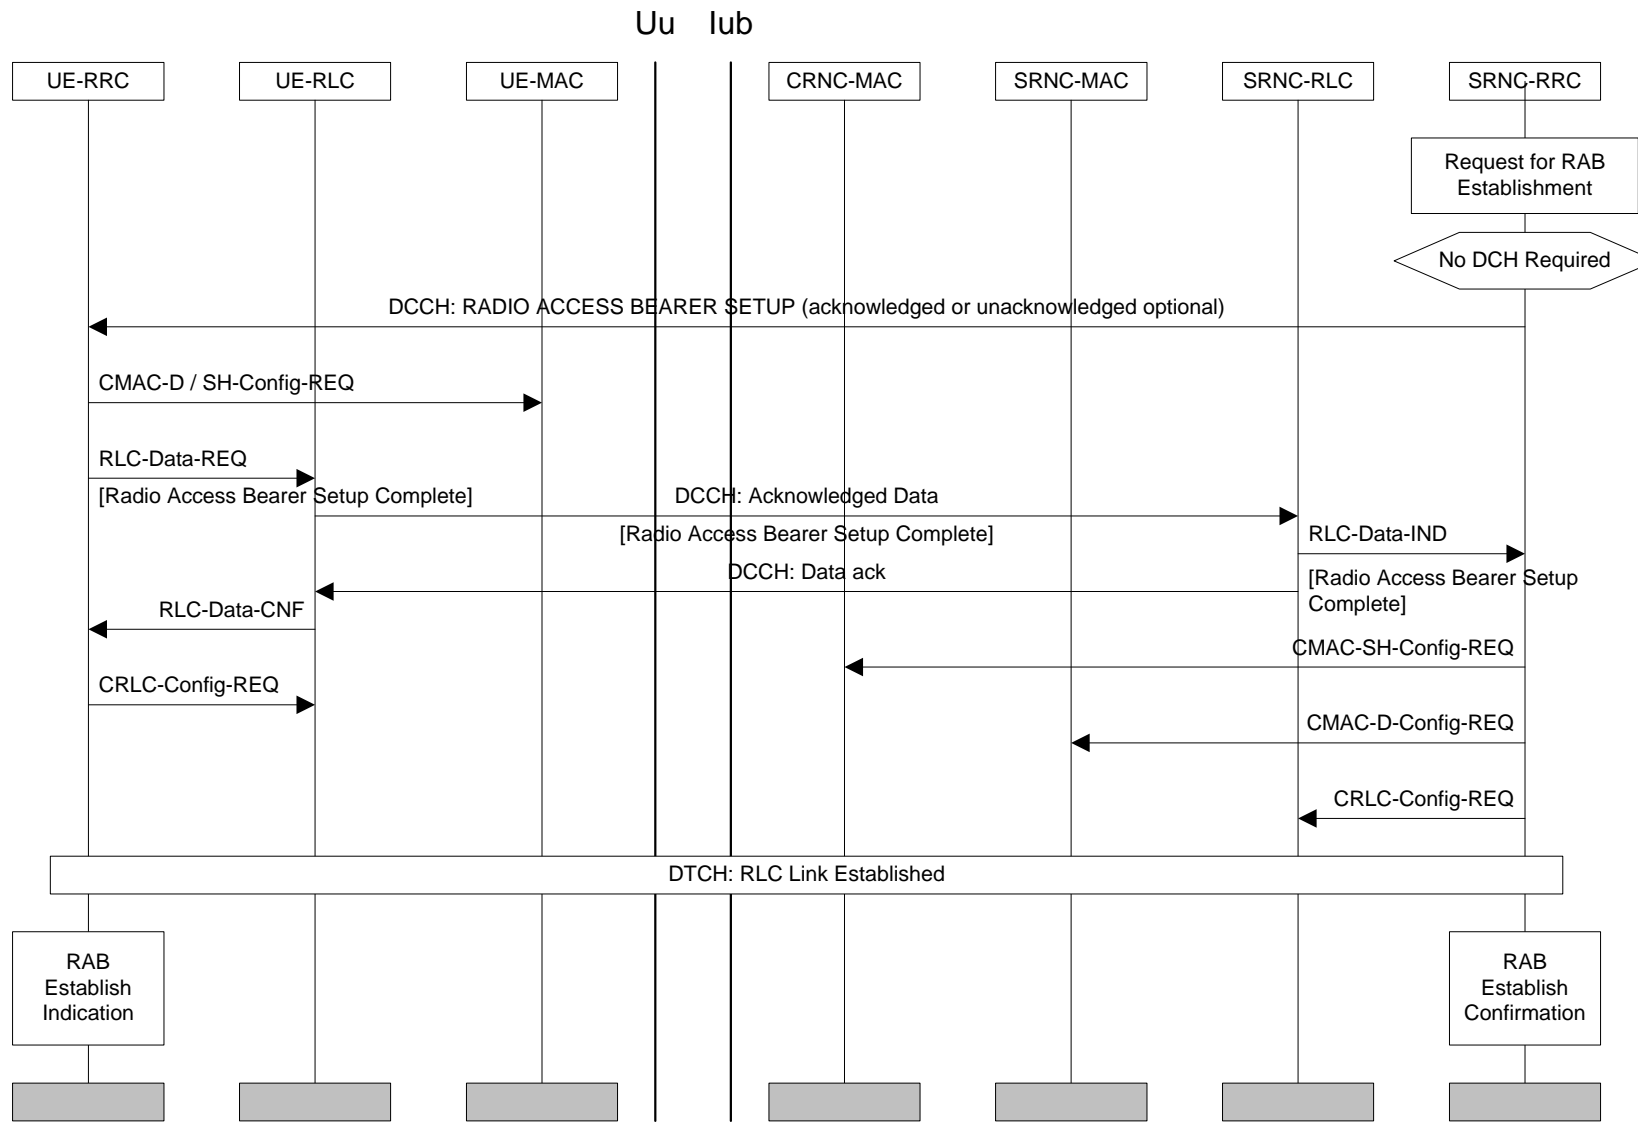 Uu Iub
UE-RRC UE-RLC UE-MAC CRNC-MAC SRNC-MAC SRNC-RLC SRNC-RRC
Request for RAB
Establishment
No DCH Required
DCCH: RADIO ACCESS BEARER SETUP (acknowledged or unacknowledged optional)
CMAC-D / SH-Config-REQ
RLC-Data-REQ
[Radio Access Bearer Setup Complete]
DCCH: Acknowledged Data
[Radio Access Bearer Setup Complete]
RLC-Data-IND
[Radio Access Bearer Setup
Complete]
DCCH: Data ack
RLC-Data-CNF
CMAC-SH-Config-REQ
CRLC-Config-REQ
CMAC-D-Config-REQ
CRLC-Config-REQ
DTCH: RLC Link Established
RAB
Establish
Indication
RAB
Establish
Confirmation